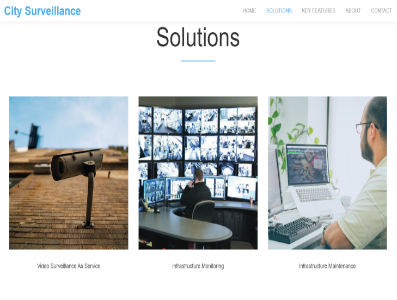 City Surveillance
HOME SOLUTIONS KEY FEATURES ABOUT CONTACT
Solutions
Video Surveillance As Service
Infrastructure Monitoring
Infrastructure Maintenance